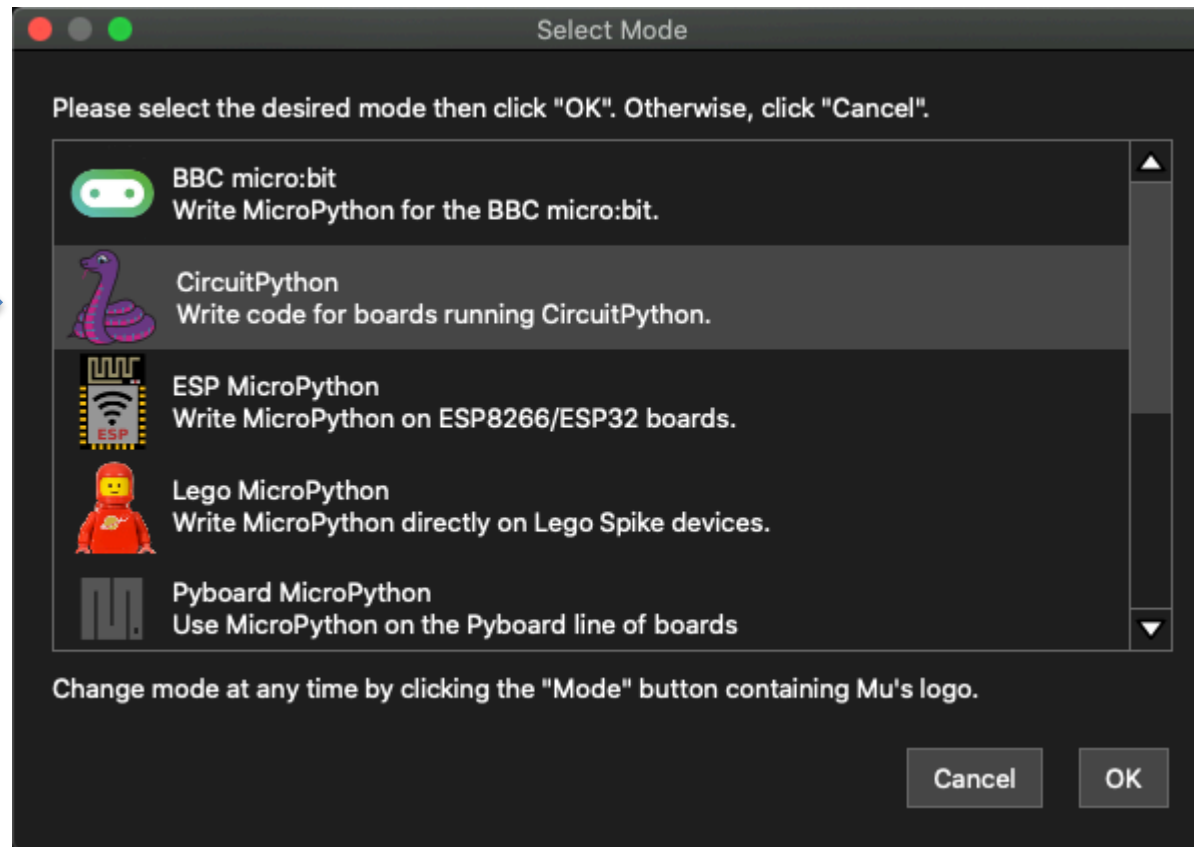 Select Mode
Please select the desired mode then click "OK". Otherwise, click "Cancel".
BBC micro:bit
Write MicroPython for the BBC micro:bit.
CircuitPython
Write code for boards running CircuitPython.
ESP
ESP MicroPython
Write MicroPython on ESP8266/ESP32 boards.
Lego MicroPython
Write MicroPython directly on Lego Spike devices.
Pyboard MicroPython
Use MicroPython on the Pyboard line of boards
Change mode at any time by clicking the "Mode" button containing Mu's logo.
Cancel
OK